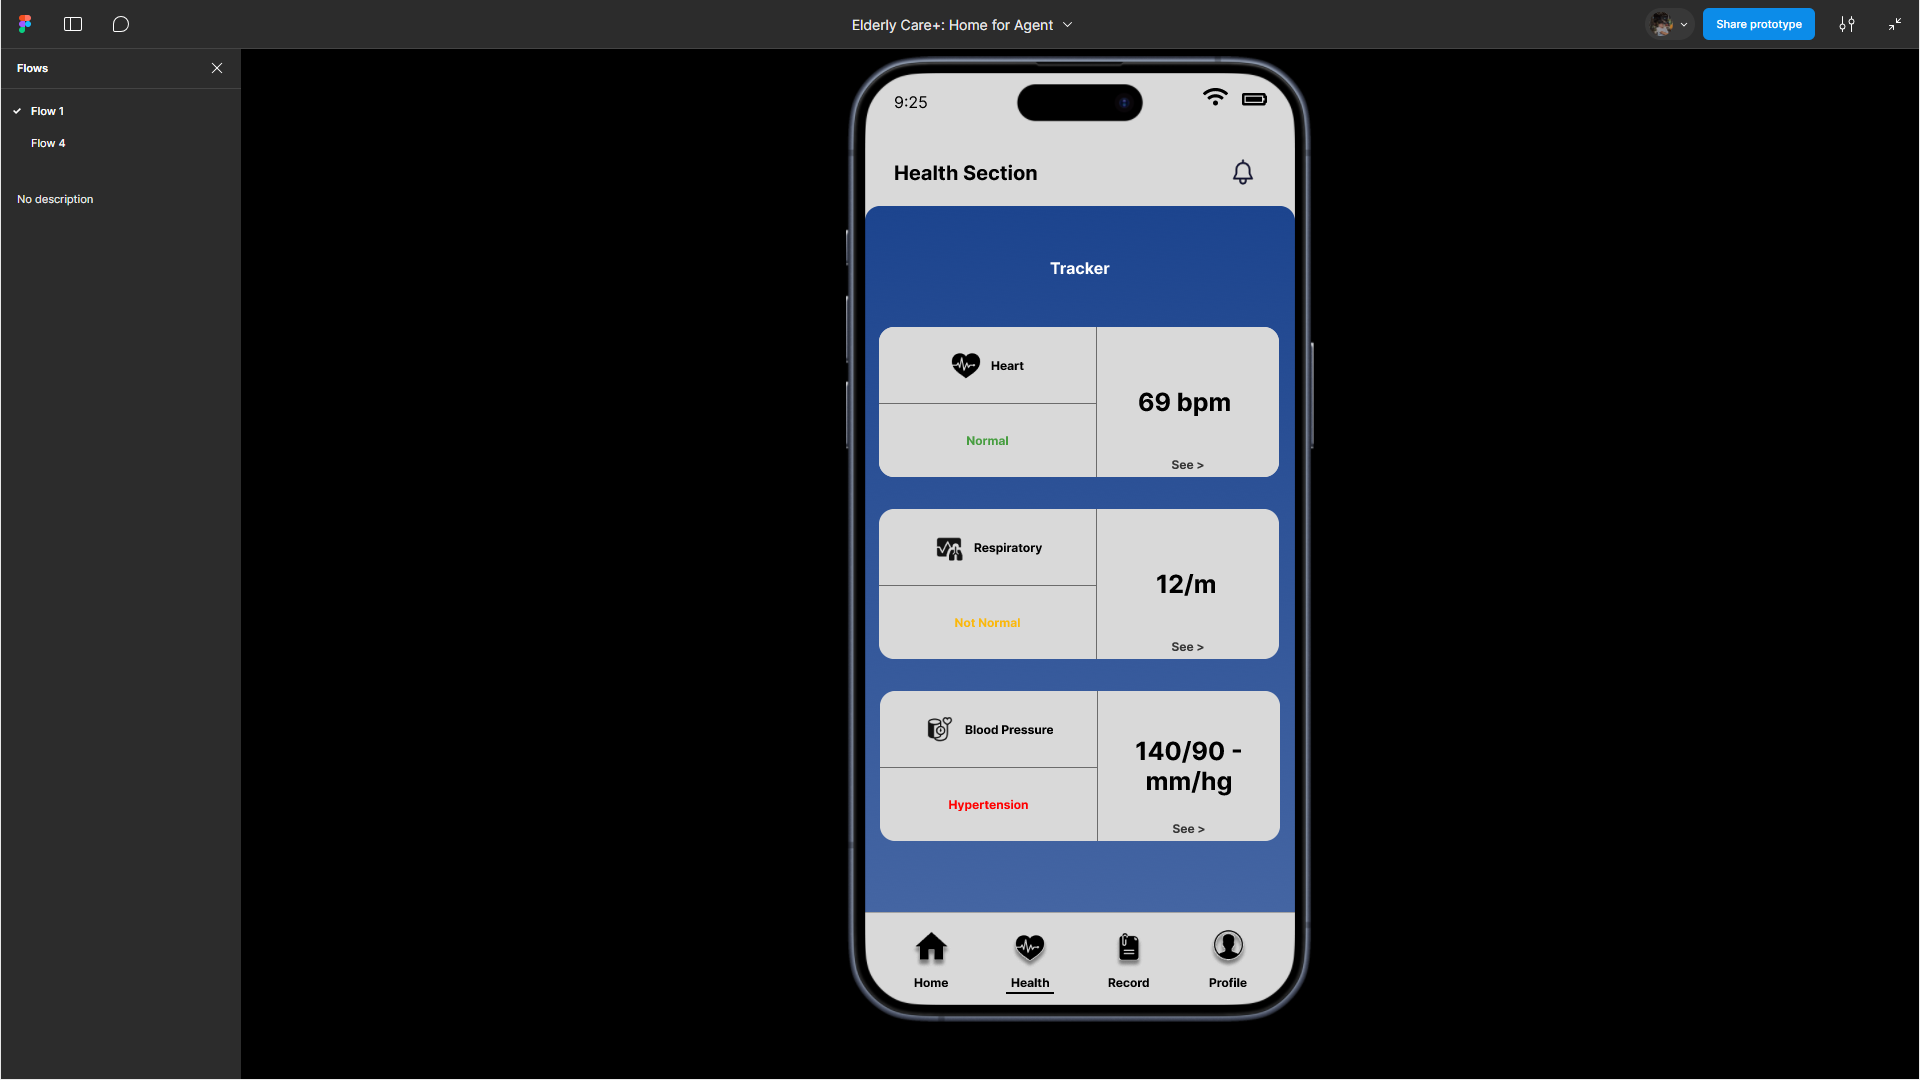 Elderly Care+: Home for Agent
Share prototype
Flows
Flow 1
Flow 4
No description
9:25
Health Section
Tracker
Heart
69 bpm
Normal
See >
Respiratory
12/m
Not Normal
See >
Blood Pressure
140/90 -
mm/hg
Hypertension
See >
Home
Health
Record
Profile